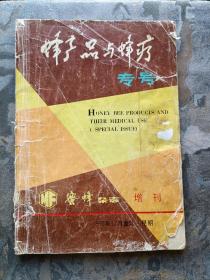 蜂产品与蜂疗
专号
HONEY BEE PRODUCTS AND
THEIR MEDICAL USE
( SPECIAL ISSUE)
蜜蜂杂志 增刊